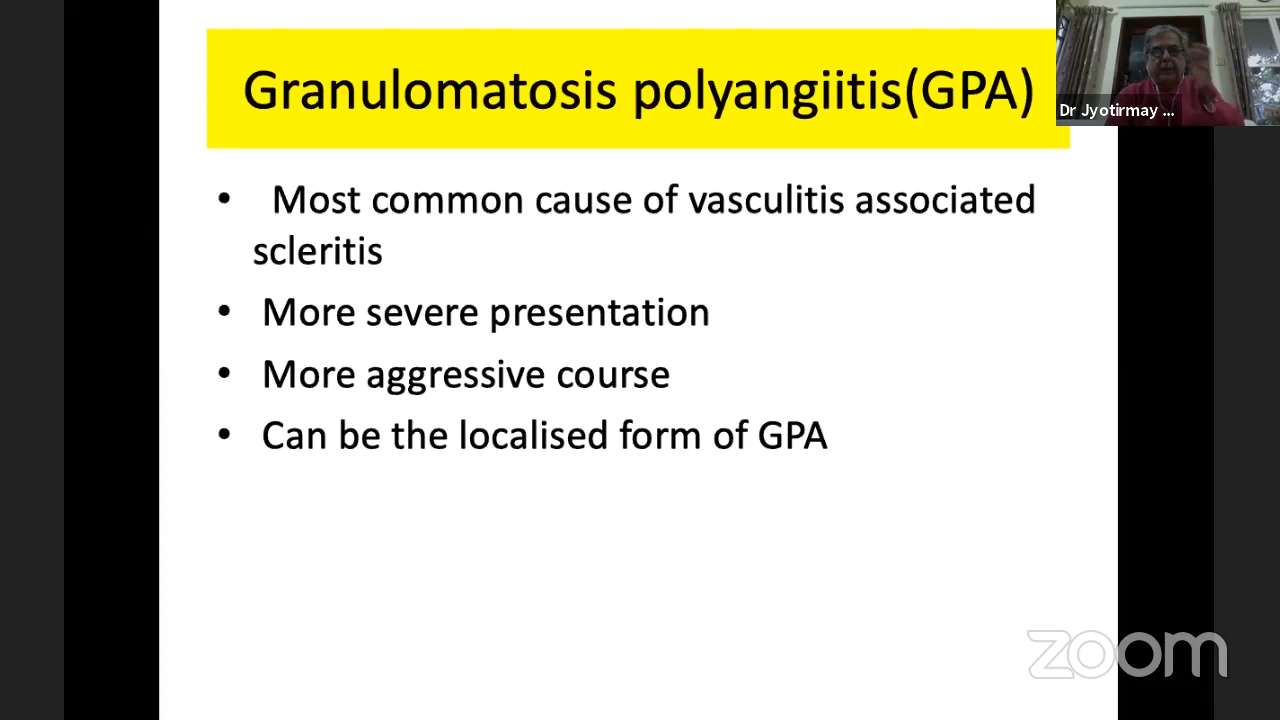 Granulomatosis polyangiitis(GPA)
Dr Jyotirmay ...
• Most common cause of vasculitis associated
scleritis
• More severe presentation
• More aggressive course
• Can be the localised form of GPA
zoom